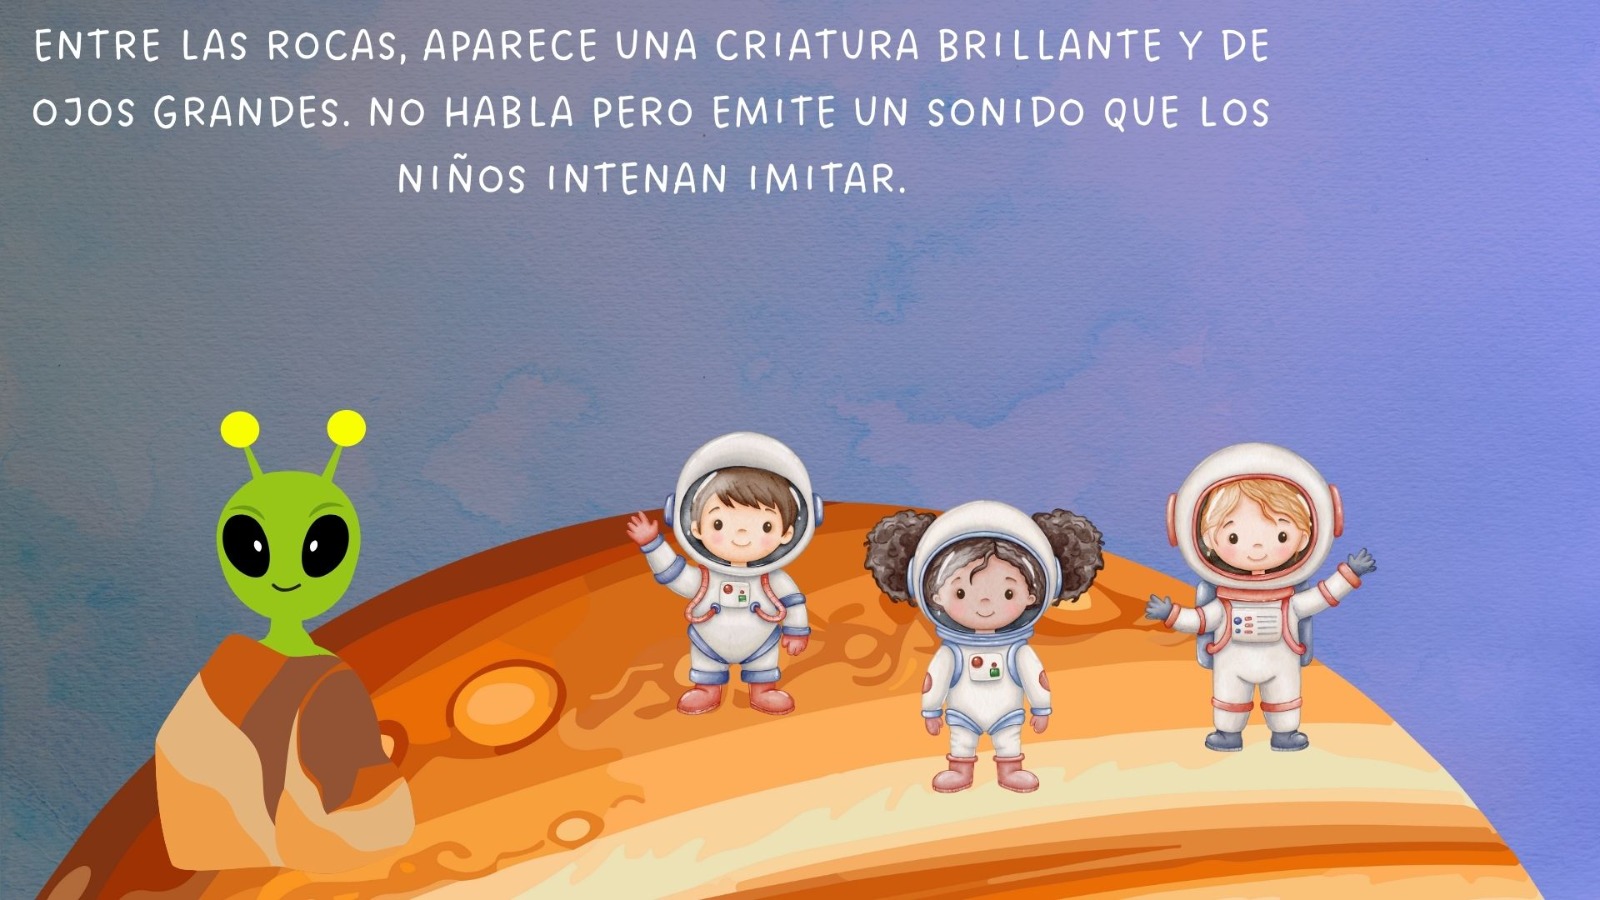 ENTRE LAS ROCAS, APARECE UNA CRIATURA BRILLANTE Y DE
OJOS GRANDES. NO HABLA PERO EMITE UN SONIDO QUE LOS
NIÑOS INTENAN IMITAR.